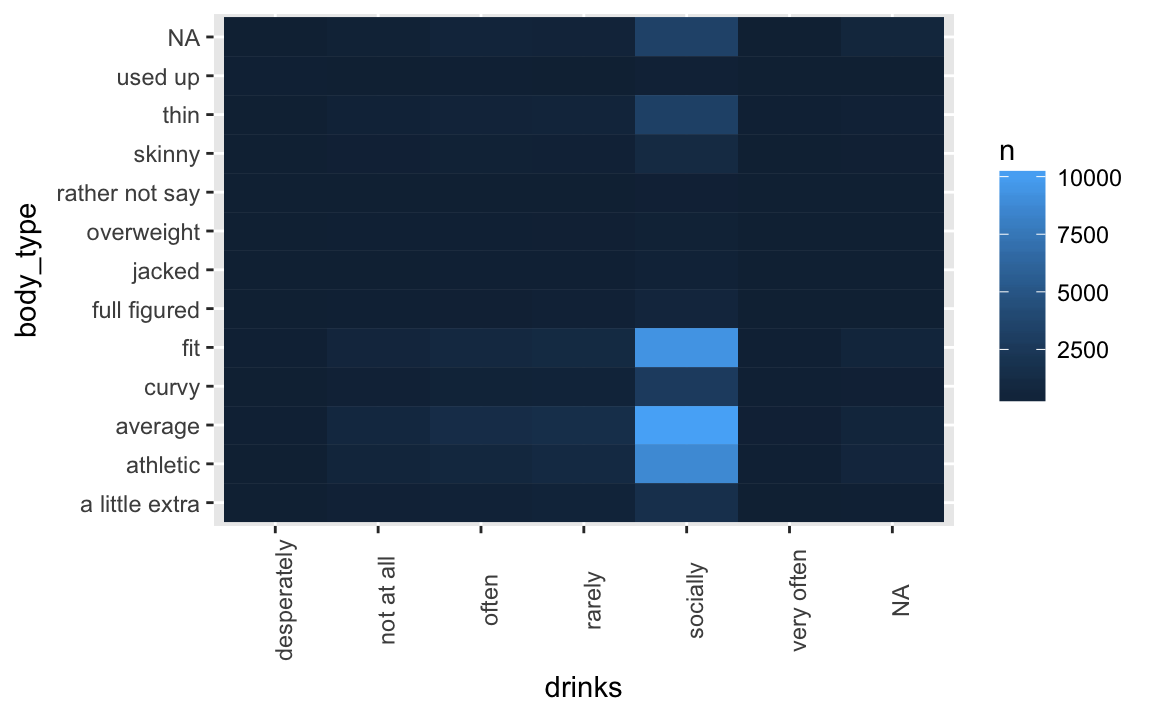 NA
used up
thin
skinny
rather not say
overweight
jacked
full figured
fit
curvy
average
athletic
a little extra
body_type
desperately
not at all
often
rarely
socially
very often
NA
drinks
n
10000
7500
5000
2500